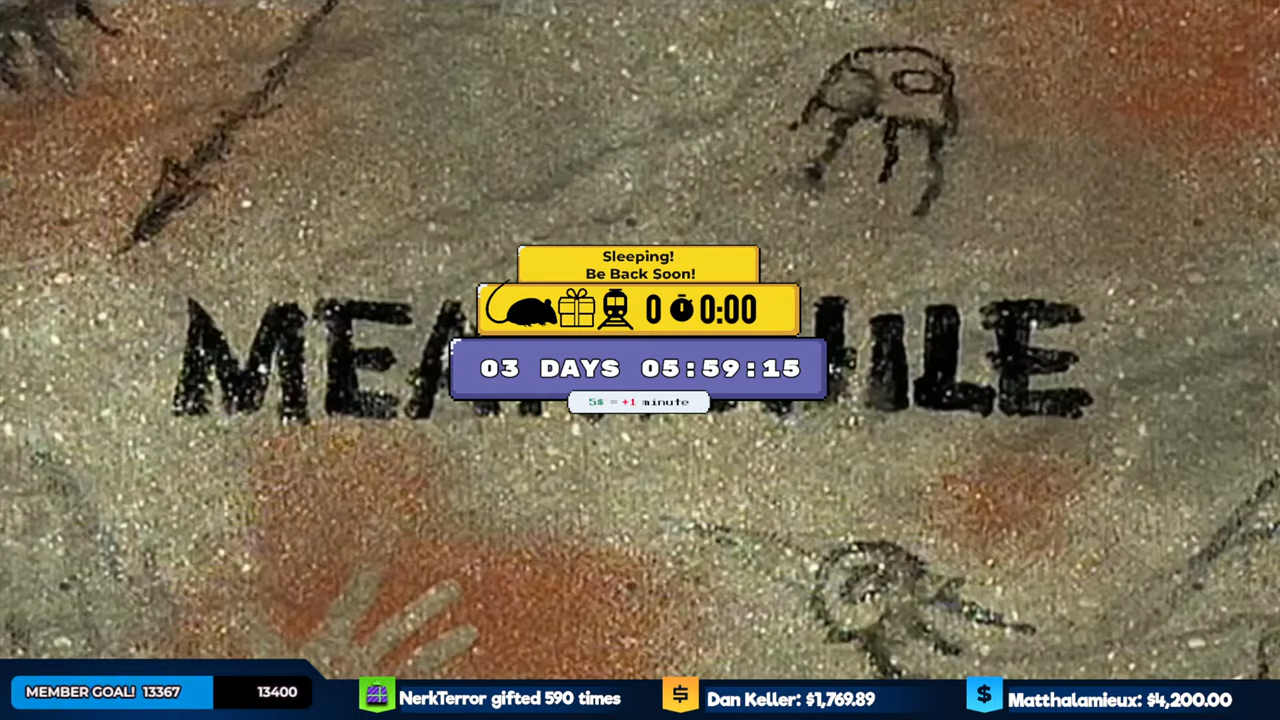 Sleeping!
Be Back Soon!
0 0:00
03 DAYS 05:59:15
5$ = +1 minute
MEMBER GOAL! 13367 13400
NerkTerror gifted 590 times
Dan Keller: $1,769.89
Matthalamieux: $4,200.00